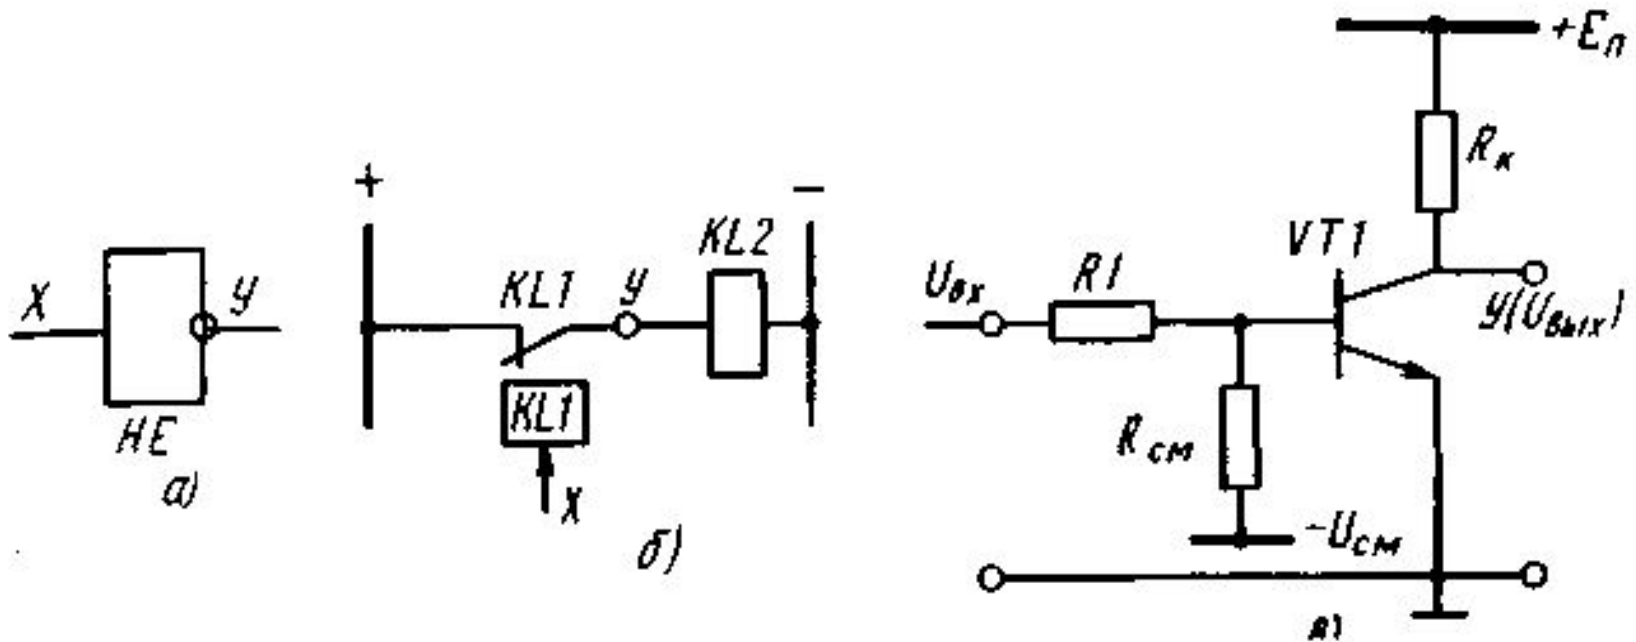 X
У
НЕ
а)
+
KL1
У
KL2
−
KL1
X
б)
+Eп
Rк
VT1
Uвх
R1
У(Uвых)
Rсм
−Uсм